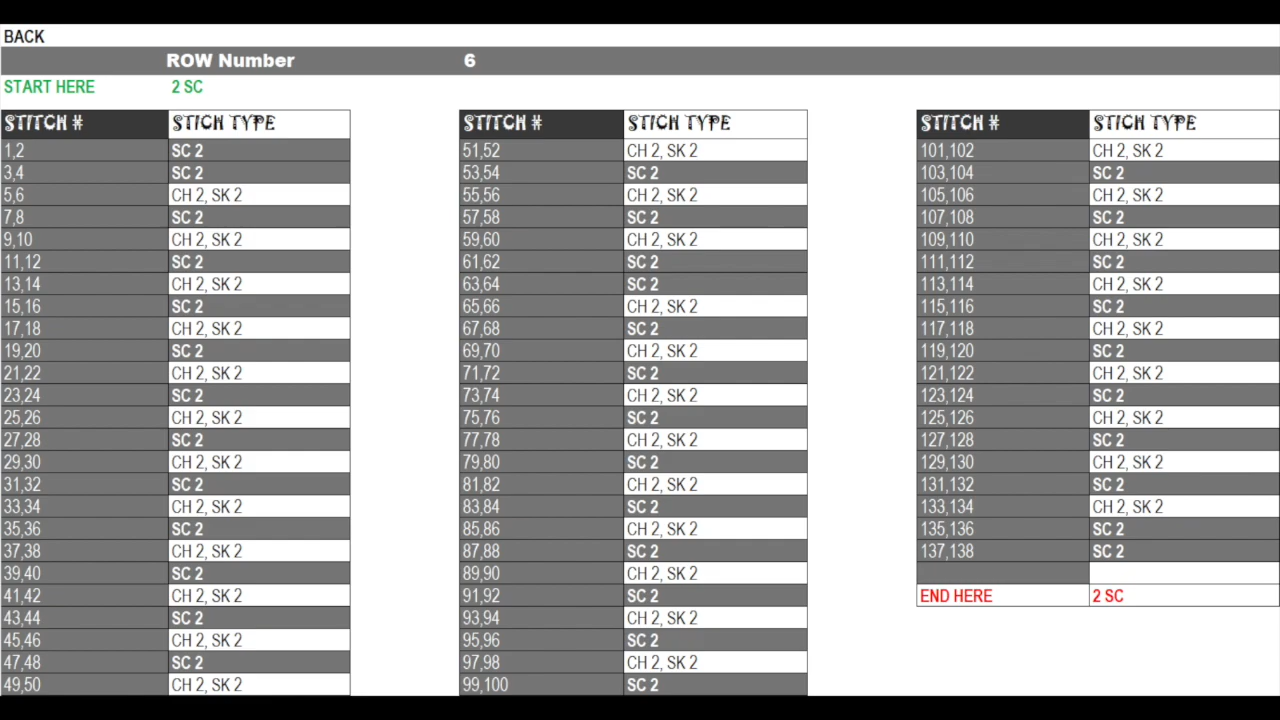 BACK
ROW Number 6
START HERE 2 SC
STITCH # STICH TYPE
1,2 SC 2
3,4 SC 2
5,6 CH 2, SK 2
7,8 SC 2
9,10 CH 2, SK 2
11,12 SC 2
13,14 CH 2, SK 2
15,16 SC 2
17,18 CH 2, SK 2
19,20 SC 2
21,22 CH 2, SK 2
23,24 SC 2
25,26 CH 2, SK 2
27,28 SC 2
29,30 CH 2, SK 2
31,32 SC 2
33,34 CH 2, SK 2
35,36 SC 2
37,38 CH 2, SK 2
39,40 SC 2
41,42 CH 2, SK 2
43,44 SC 2
45,46 CH 2, SK 2
47,48 SC 2
49,50 CH 2, SK 2
STITCH # STICH TYPE
51,52 CH 2, SK 2
53,54 SC 2
55,56 CH 2, SK 2
57,58 SC 2
59,60 CH 2, SK 2
61,62 SC 2
63,64 SC 2
65,66 CH 2, SK 2
67,68 SC 2
69,70 CH 2, SK 2
71,72 SC 2
73,74 CH 2, SK 2
75,76 SC 2
77,78 CH 2, SK 2
79,80 SC 2
81,82 CH 2, SK 2
83,84 SC 2
85,86 CH 2, SK 2
87,88 SC 2
89,90 CH 2, SK 2
91,92 SC 2
93,94 CH 2, SK 2
95,96 SC 2
97,98 CH 2, SK 2
99,100 SC 2
STITCH # STICH TYPE
101,102 CH 2, SK 2
103,104 SC 2
105,106 CH 2, SK 2
107,108 SC 2
109,110 CH 2, SK 2
111,112 SC 2
113,114 CH 2, SK 2
115,116 SC 2
117,118 CH 2, SK 2
119,120 SC 2
121,122 CH 2, SK 2
123,124 SC 2
125,126 CH 2, SK 2
127,128 SC 2
129,130 CH 2, SK 2
131,132 SC 2
133,134 CH 2, SK 2
135,136 SC 2
137,138 SC 2
END HERE 2 SC